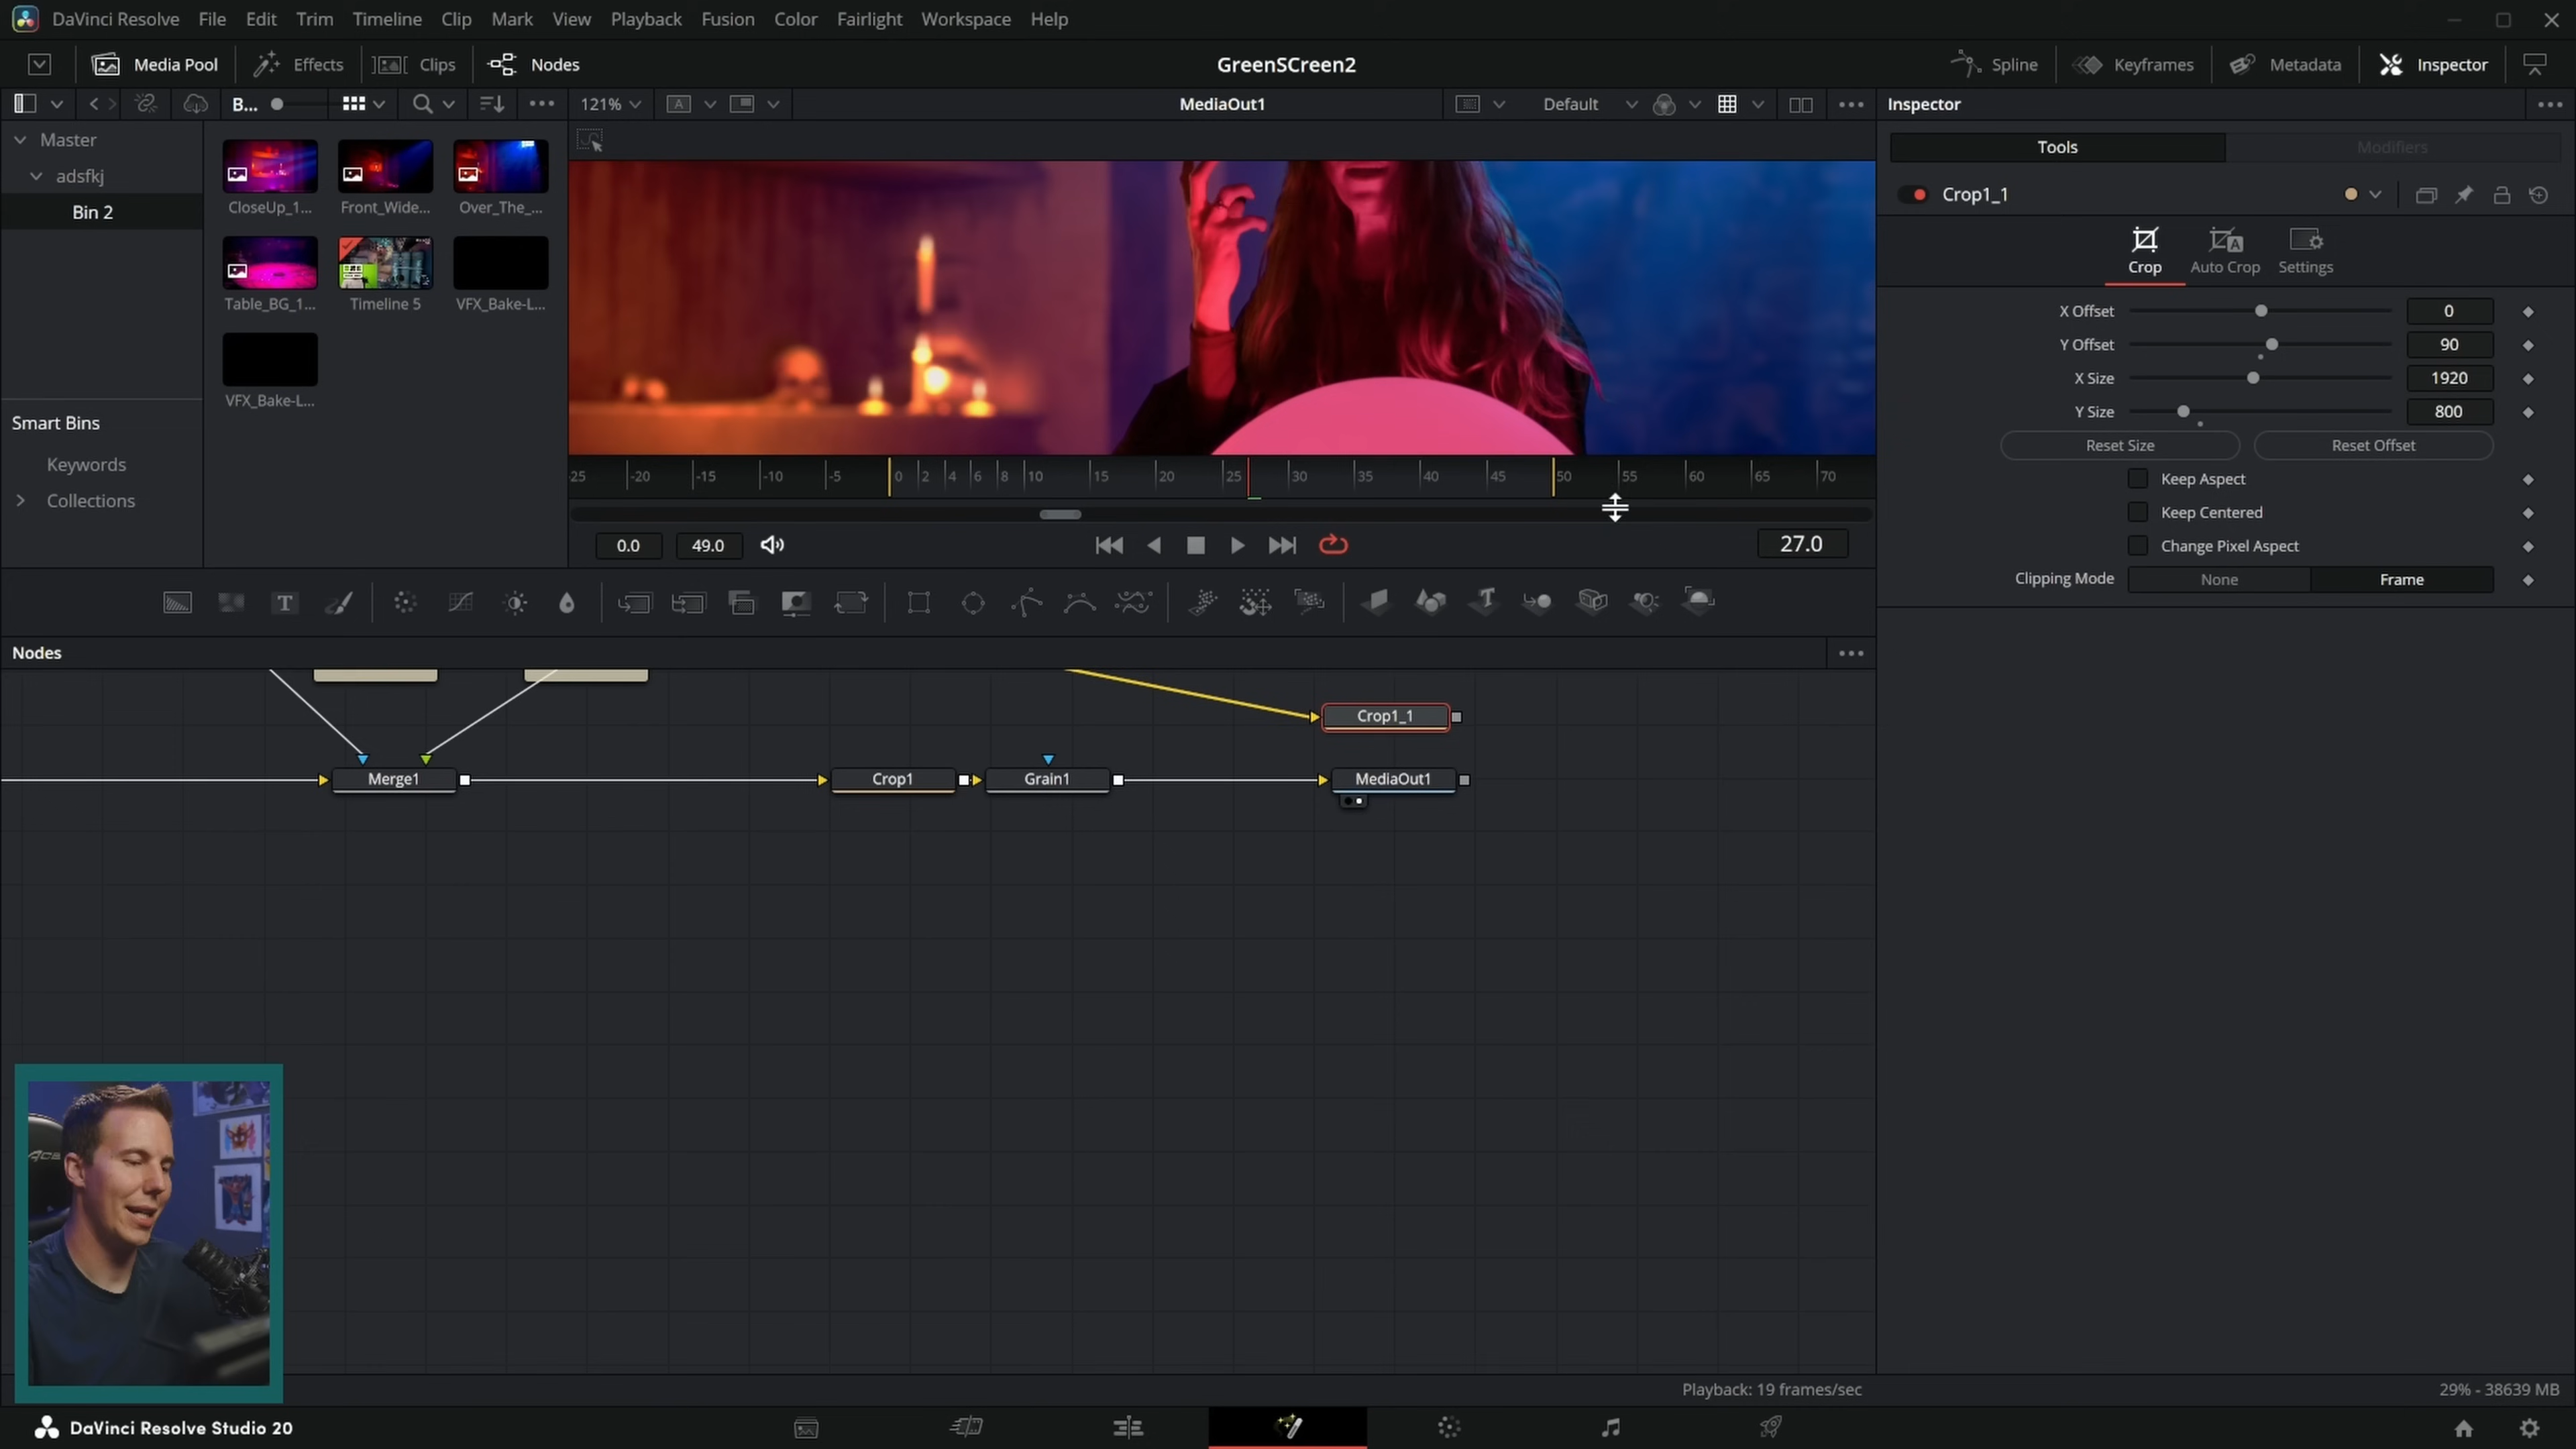 DaVinci Resolve File Edit Trim Timeline Clip Mark View Playback Fusion Color Fairlight Workspace Help
Media Pool Effects Clips Nodes GreenSCreen2 Spline Keyframes Metadata Inspector
B... 121% A MediaOut1 Default Inspector
Master
adsfkj
Bin 2
CloseUp_1... Front_Wide... Over_The_...
Table_BG_1... Timeline 5 VFX_Bake-L...
VFX_Bake-L...
Smart Bins
Keywords
Collections
25 -20 -15 -10 -5 0 2 4 6 8 10 15 20 25 30 35 40 45 50 55 60 65 70
0.0 49.0 27.0
Tools Modifiers
Crop1_1
Crop Auto Crop Settings
X Offset 0
Y Offset 90
X Size 1920
Y Size 800
Reset Size Reset Offset
Keep Aspect
Keep Centered
Change Pixel Aspect
Clipping Mode None Frame
T
Nodes
Crop1_1
Merge1 Crop1 Grain1 MediaOut1
Playback: 19 frames/sec 29% - 38639 MB
DaVinci Resolve Studio 20